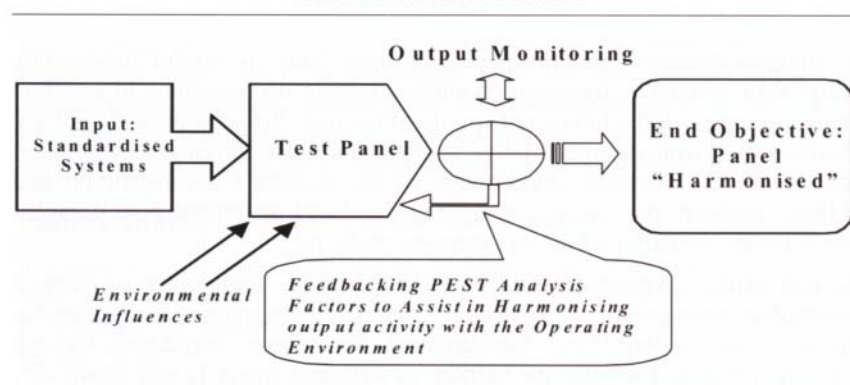 Output Monitoring
Input:
Standardised
Systems
Test Panel
End Objective:
Panel
“Harmonised”
Environmental
Influences
Feedbacking PEST Analysis
Factors to Assist in Harmonising
output activity with the Operating
Environment